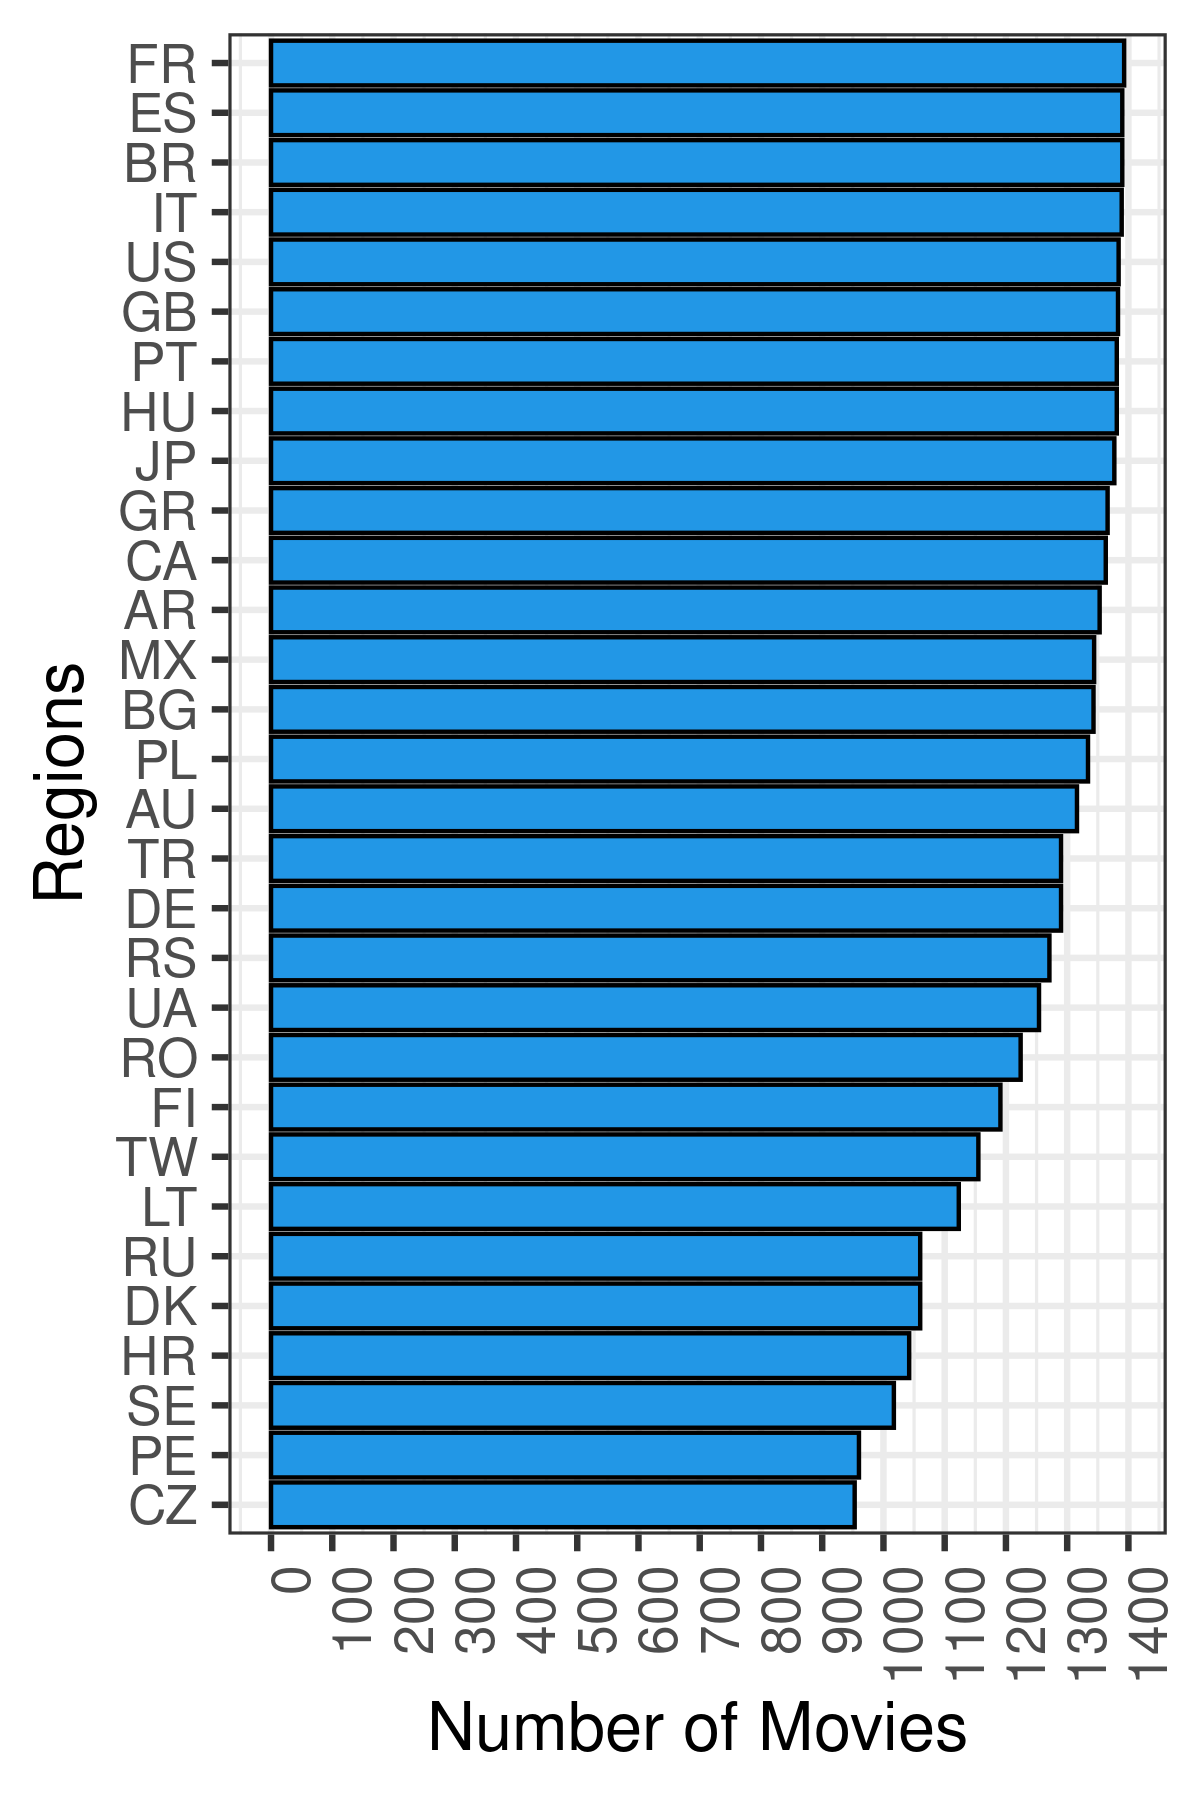 FR
ES
BR
IT
US
GB
PT
HU
JP
GR
CA
AR
MX
BG
PL
AU
TR
DE
RS
UA
RO
FI
TW
LT
RU
DK
HR
SE
PE
CZ
Regions
0 100 200 300 400 500 600 700 800 900 1000 1100 1200 1300 1400
Number of Movies